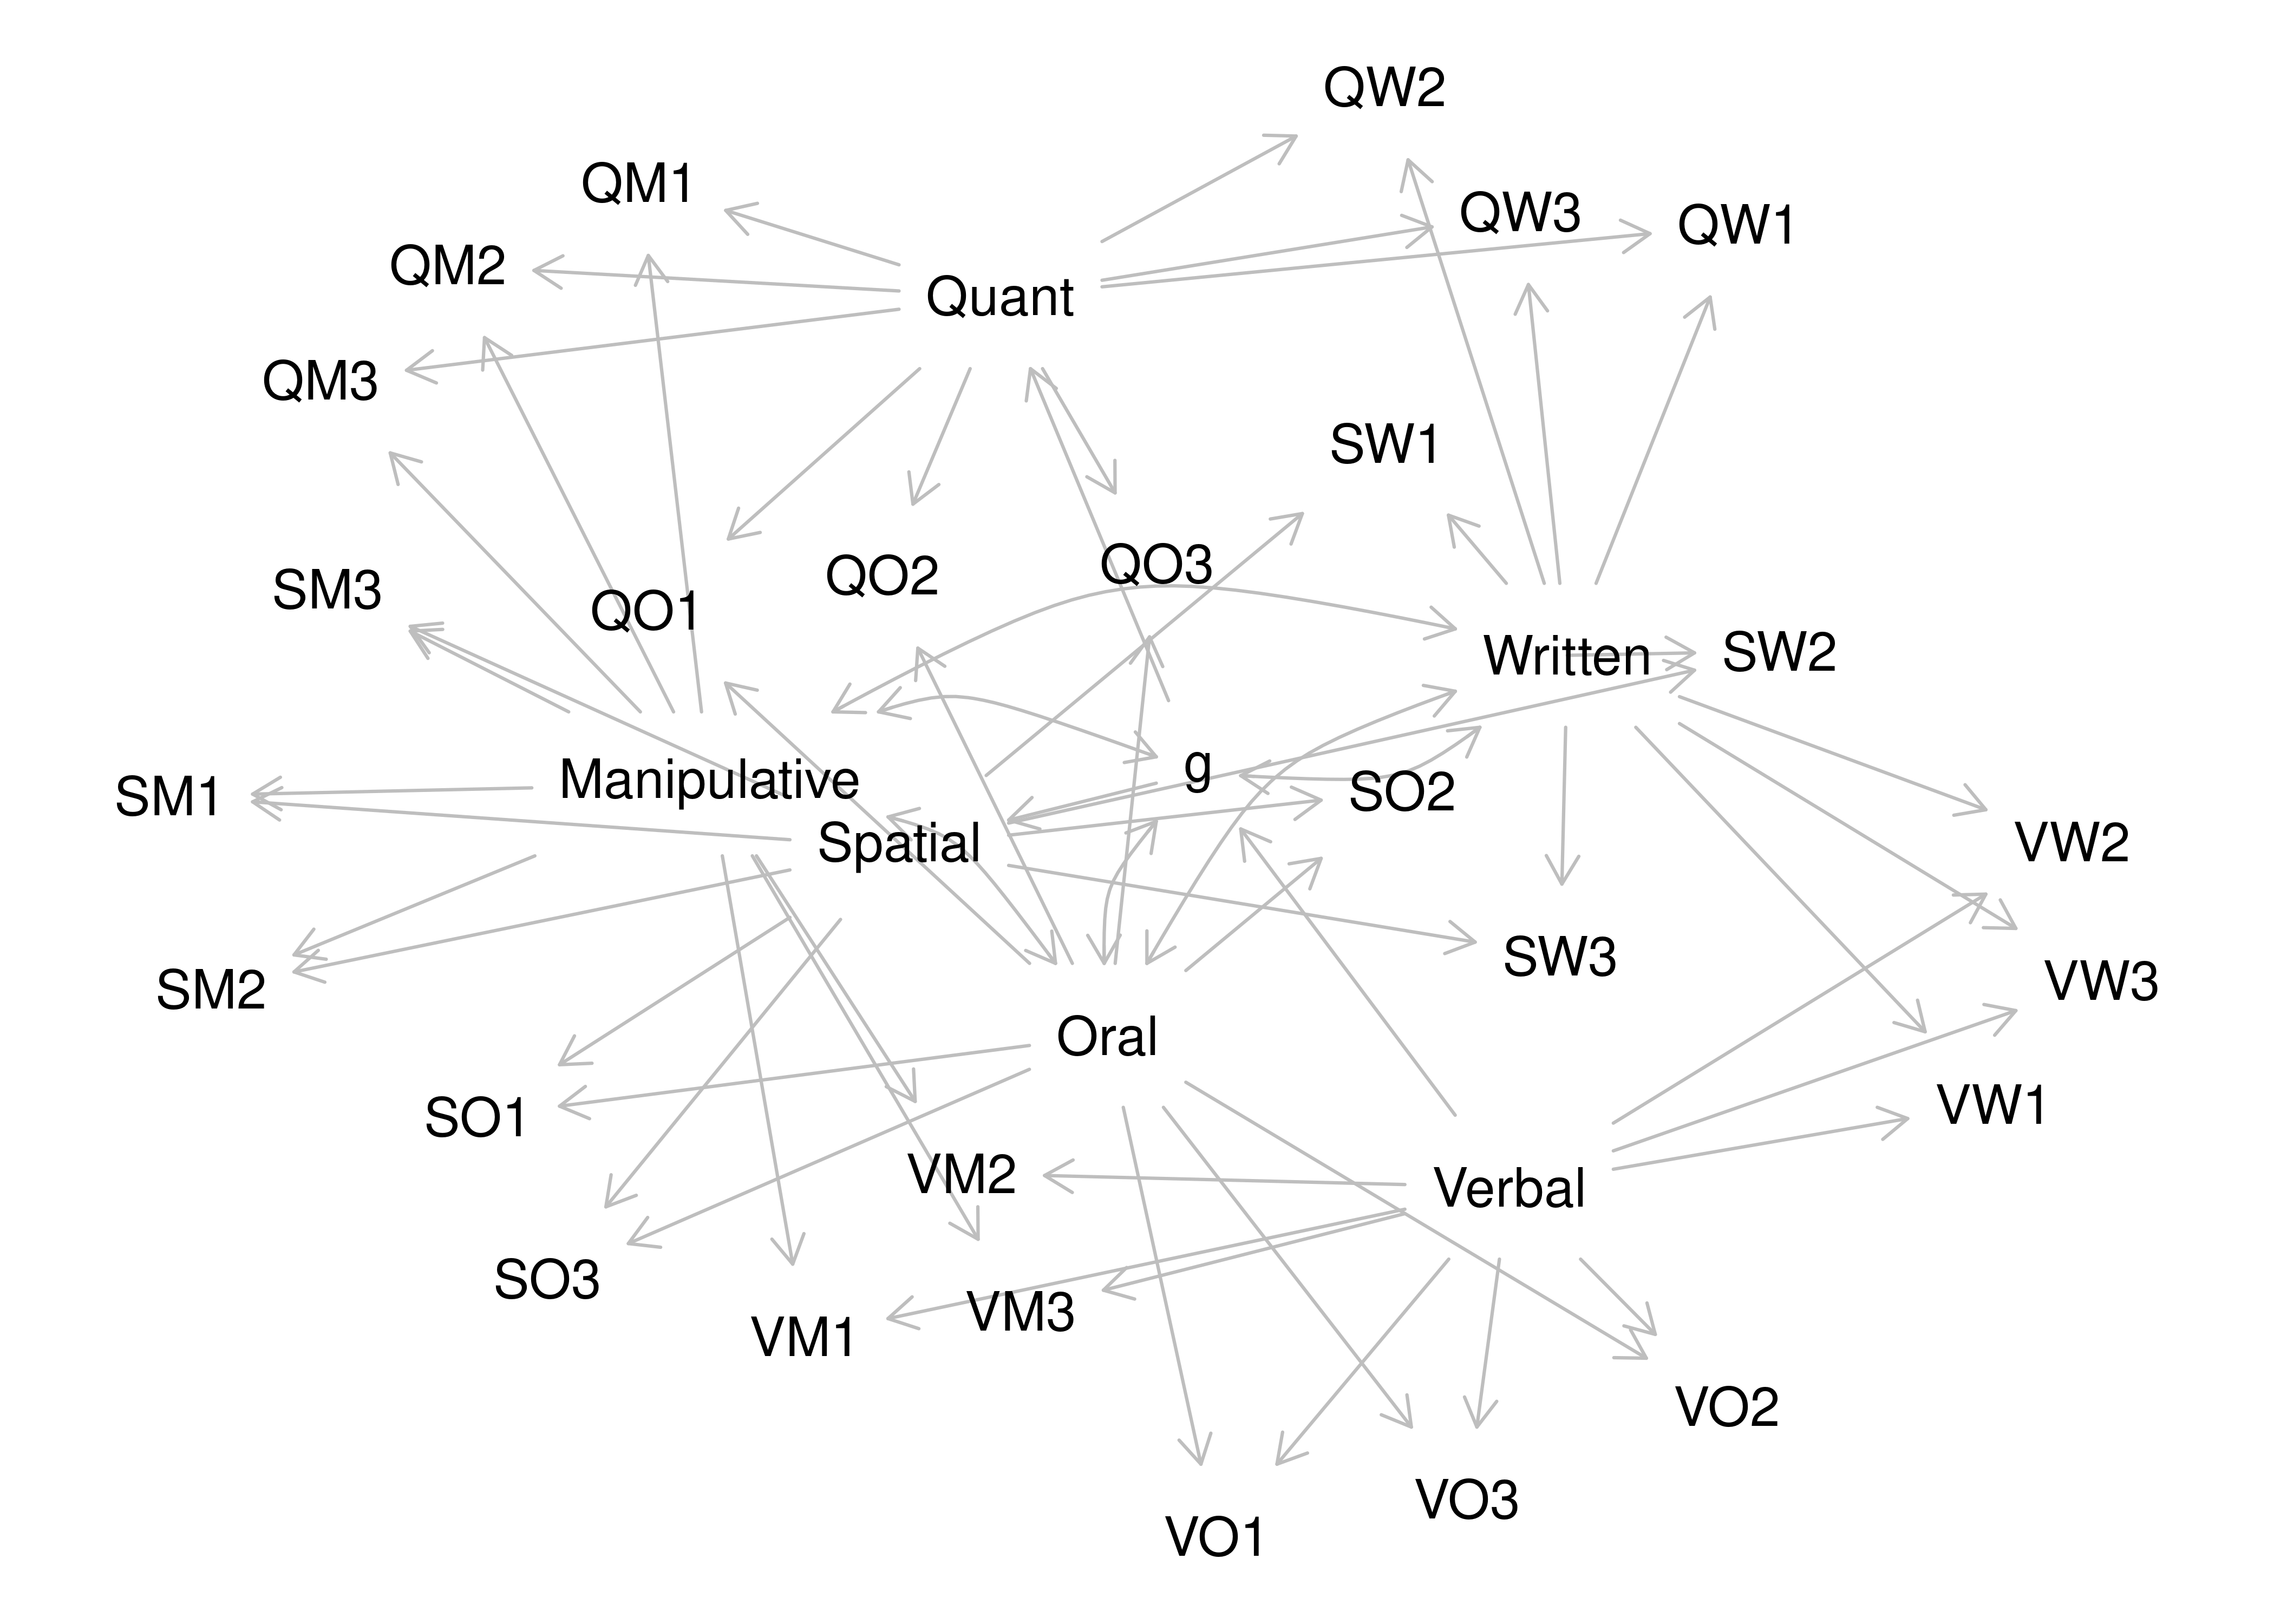 QW2
QM1
QW3
QW1
QM2
Quant
QM3
SW1
QO3
QO2
SM3
QO1
Written
SW2
g
Manipulative
SO2
SM1
Spatial
VW2
SW3
VW3
SM2
Oral
VW1
SO1
VM2
Verbal
SO3
VM3
VM1
VO2
VO3
VO1